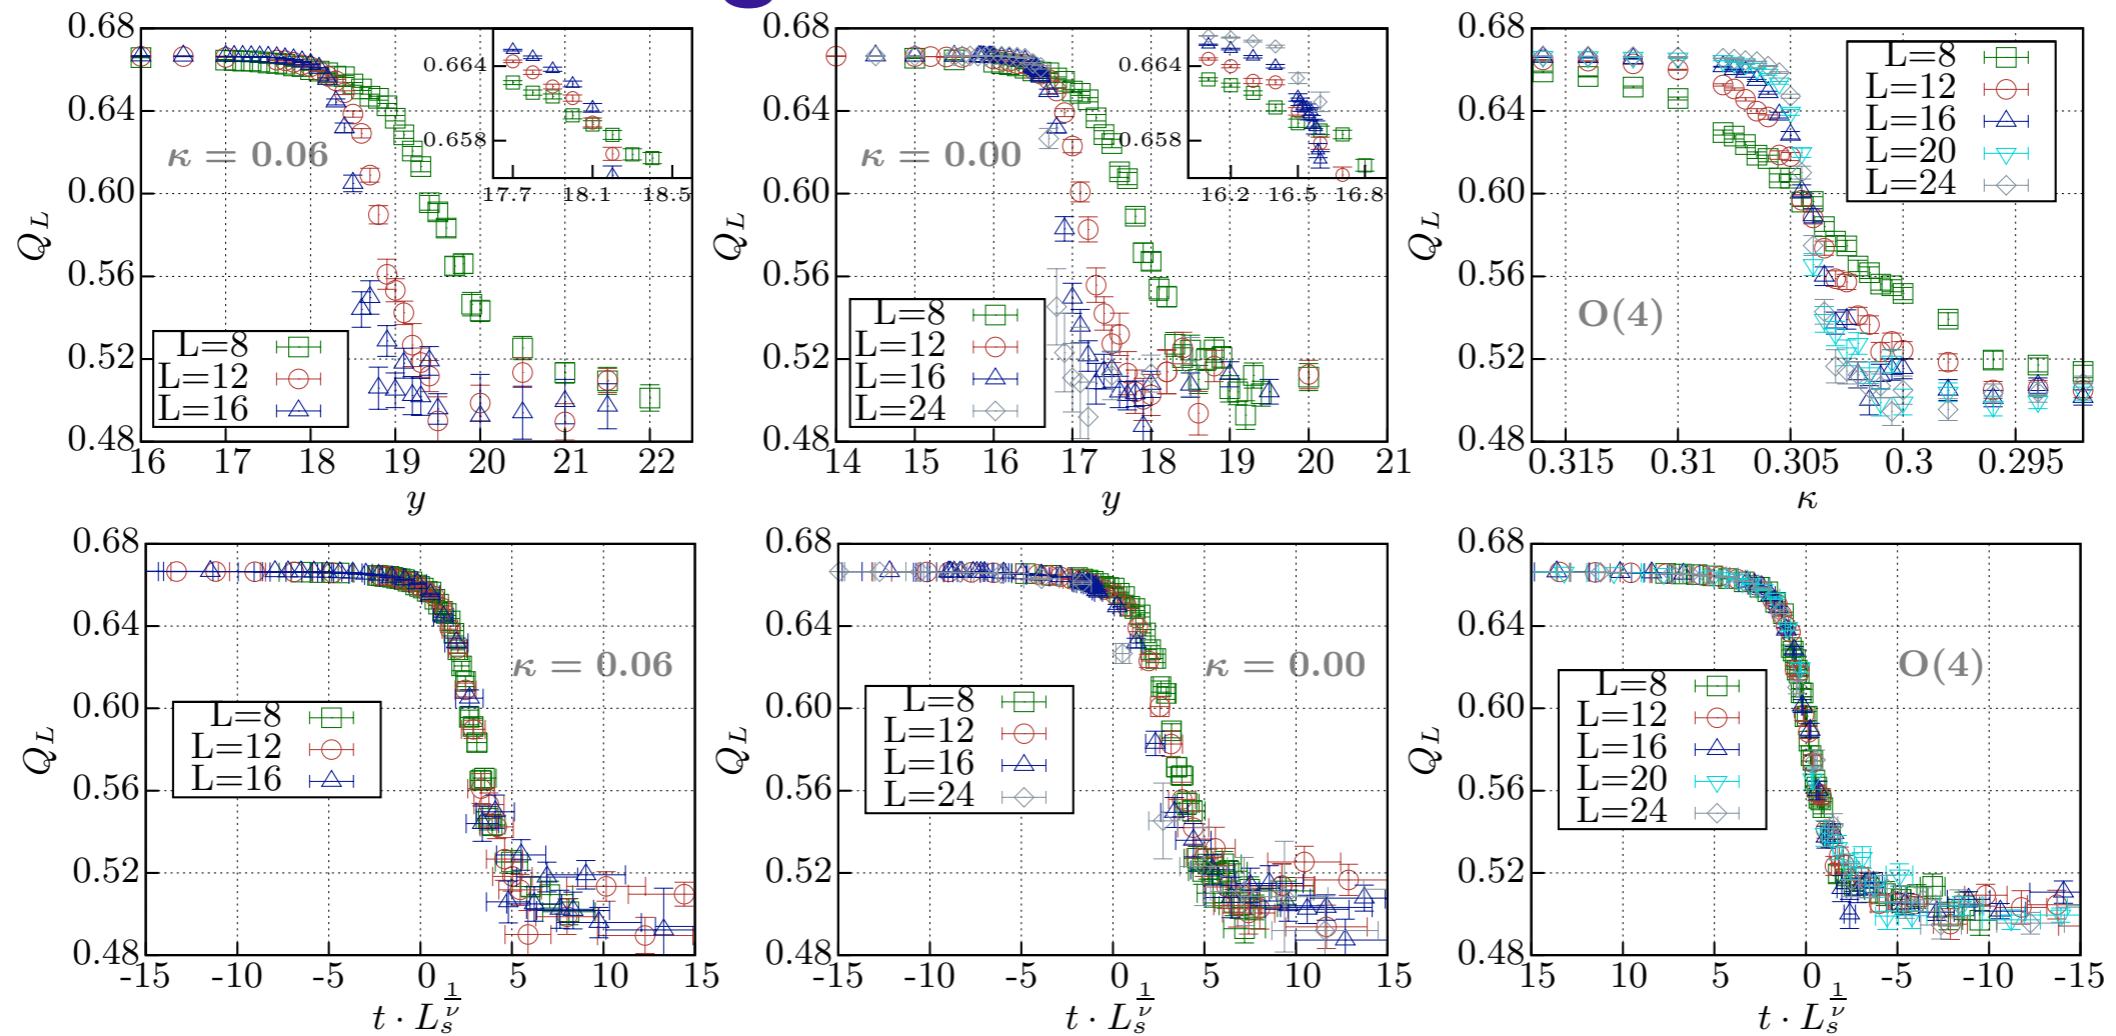 0.68
0.64
0.60
0.56
0.52
0.48
Q_L
κ = 0.06
L=8
L=12
L=16
0.664
0.658
17.7 18.1 18.5
16 17 18 19 20 21 22
y
0.68
0.64
0.60
0.56
0.52
0.48
Q_L
κ = 0.00
L=8
L=12
L=16
L=24
0.664
0.658
16.2 16.5 16.8
14 15 16 17 18 19 20 21
y
0.68
0.64
0.60
0.56
0.52
0.48
Q_L
L=8
L=12
L=16
L=20
L=24
O(4)
0.315 0.31 0.305 0.3 0.295
κ
0.68
0.64
0.60
0.56
0.52
0.48
Q_L
κ = 0.06
L=8
L=12
L=16
-15 -10 -5 0 5 10 15
t · L_s^{1/ν}
0.68
0.64
0.60
0.56
0.52
0.48
Q_L
κ = 0.00
L=8
L=12
L=16
L=24
-15 -10 -5 0 5 10 15
t · L_s^{1/ν}
0.68
0.64
0.60
0.56
0.52
0.48
Q_L
O(4)
L=8
L=12
L=16
L=20
L=24
15 10 5 0 -5 -10 -15
t · L_s^{1/ν}